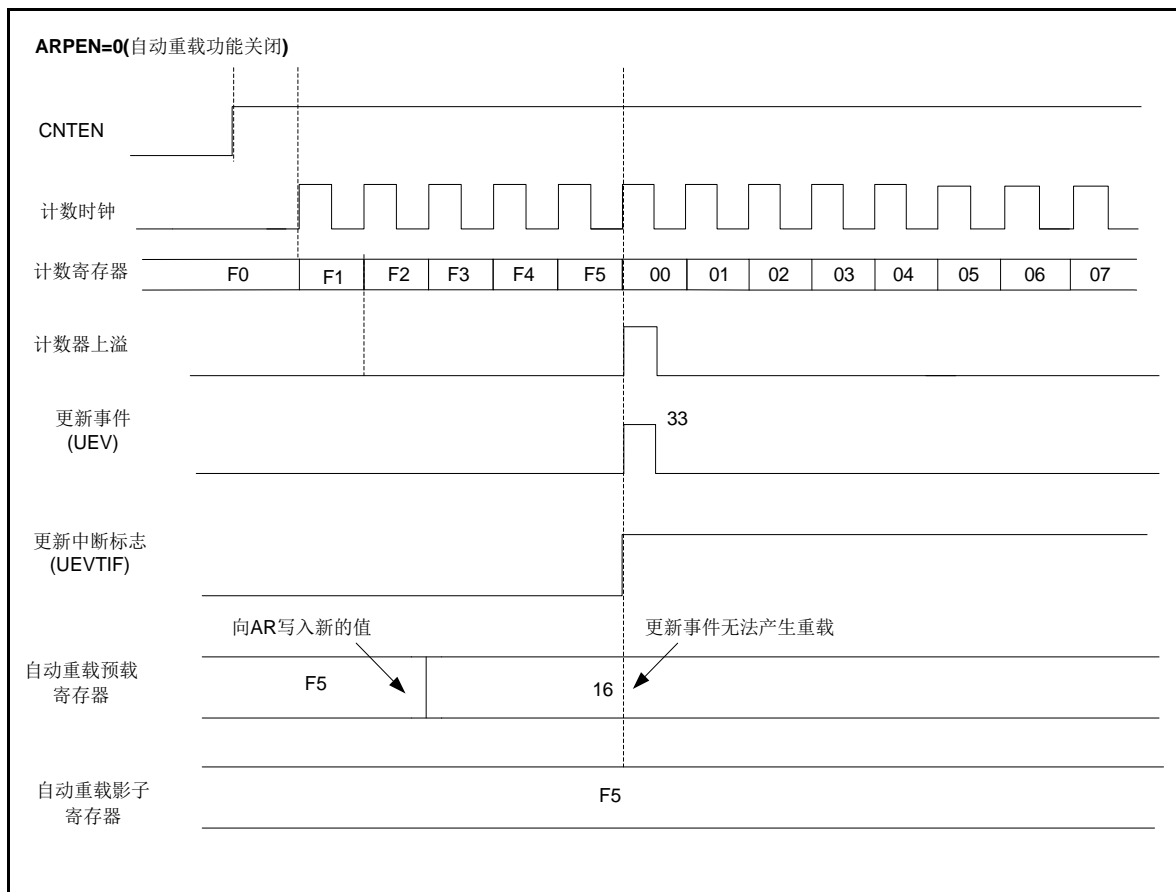 ARPEN=0(自动重载功能关闭)
CNTEN
计数时钟
计数寄存器
F0
F1
F2
F3
F4
F5
00
01
02
03
04
05
06
07
计数器上溢
更新事件
(UEV)
33
更新中断标志
(UEVTIF)
向AR写入新的值
更新事件无法产生重载
自动重载预载
寄存器
F5
16
自动重载影子
寄存器
F5